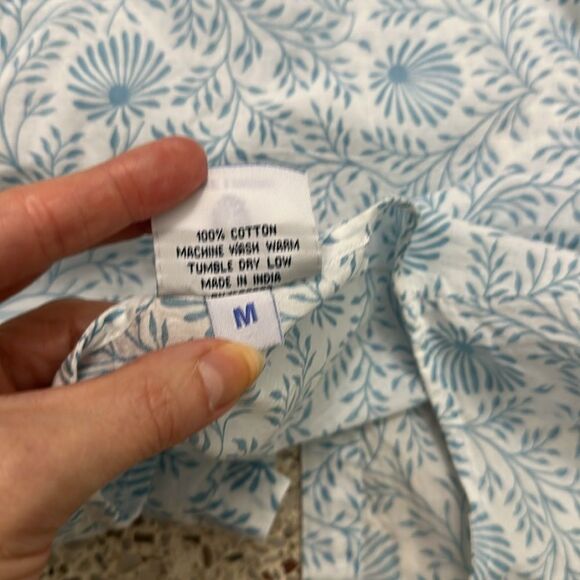 100% COTTON
MACHINE WASH WARM
TUMBLE DRY LOW
MADE IN INDIA
M